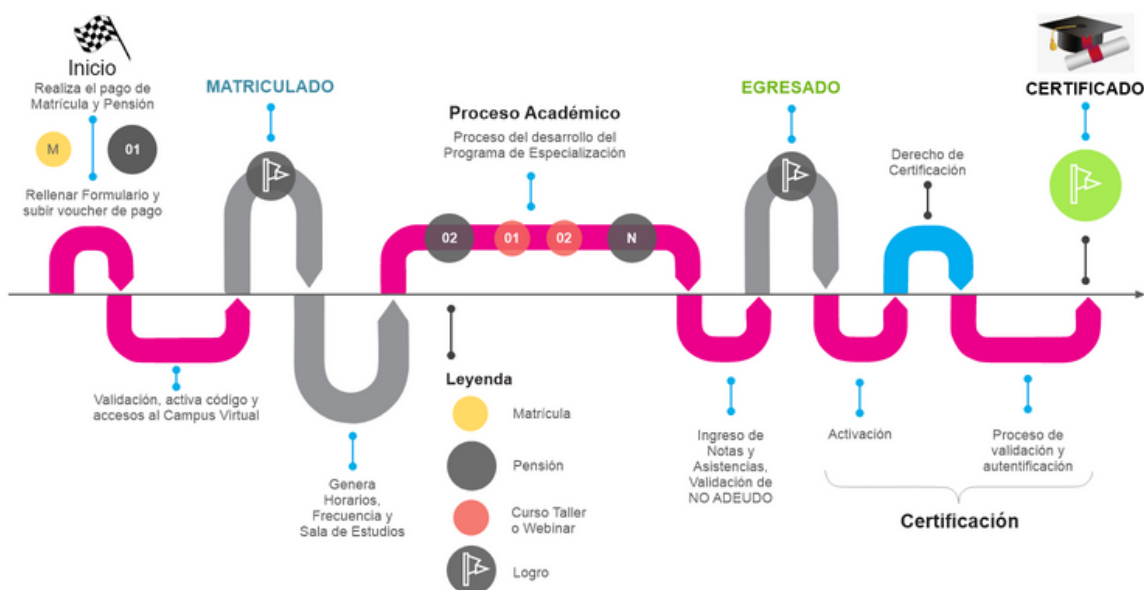 Inicio
Realiza el pago de
Matrícula y Pensión
M
01
Rellenar Formulario y
subir voucher de pago
Validación, activa código y
accesos al Campus Virtual
MATRICULADO
Genera
Horarios,
Frecuencia y
Sala de Estudios
Proceso Académico
Proceso del desarrollo del
Programa de Especialización
02
01
02
N
Leyenda
Matrícula
Pensión
Curso Taller
o Webinar
Logro
Ingreso de
Notas y
Asistencias,
Validación de
NO ADEUDO
EGRESADO
Activación
Derecho de
Certificación
Proceso de
validación y
autentificación
Certificación
CERTIFICADO